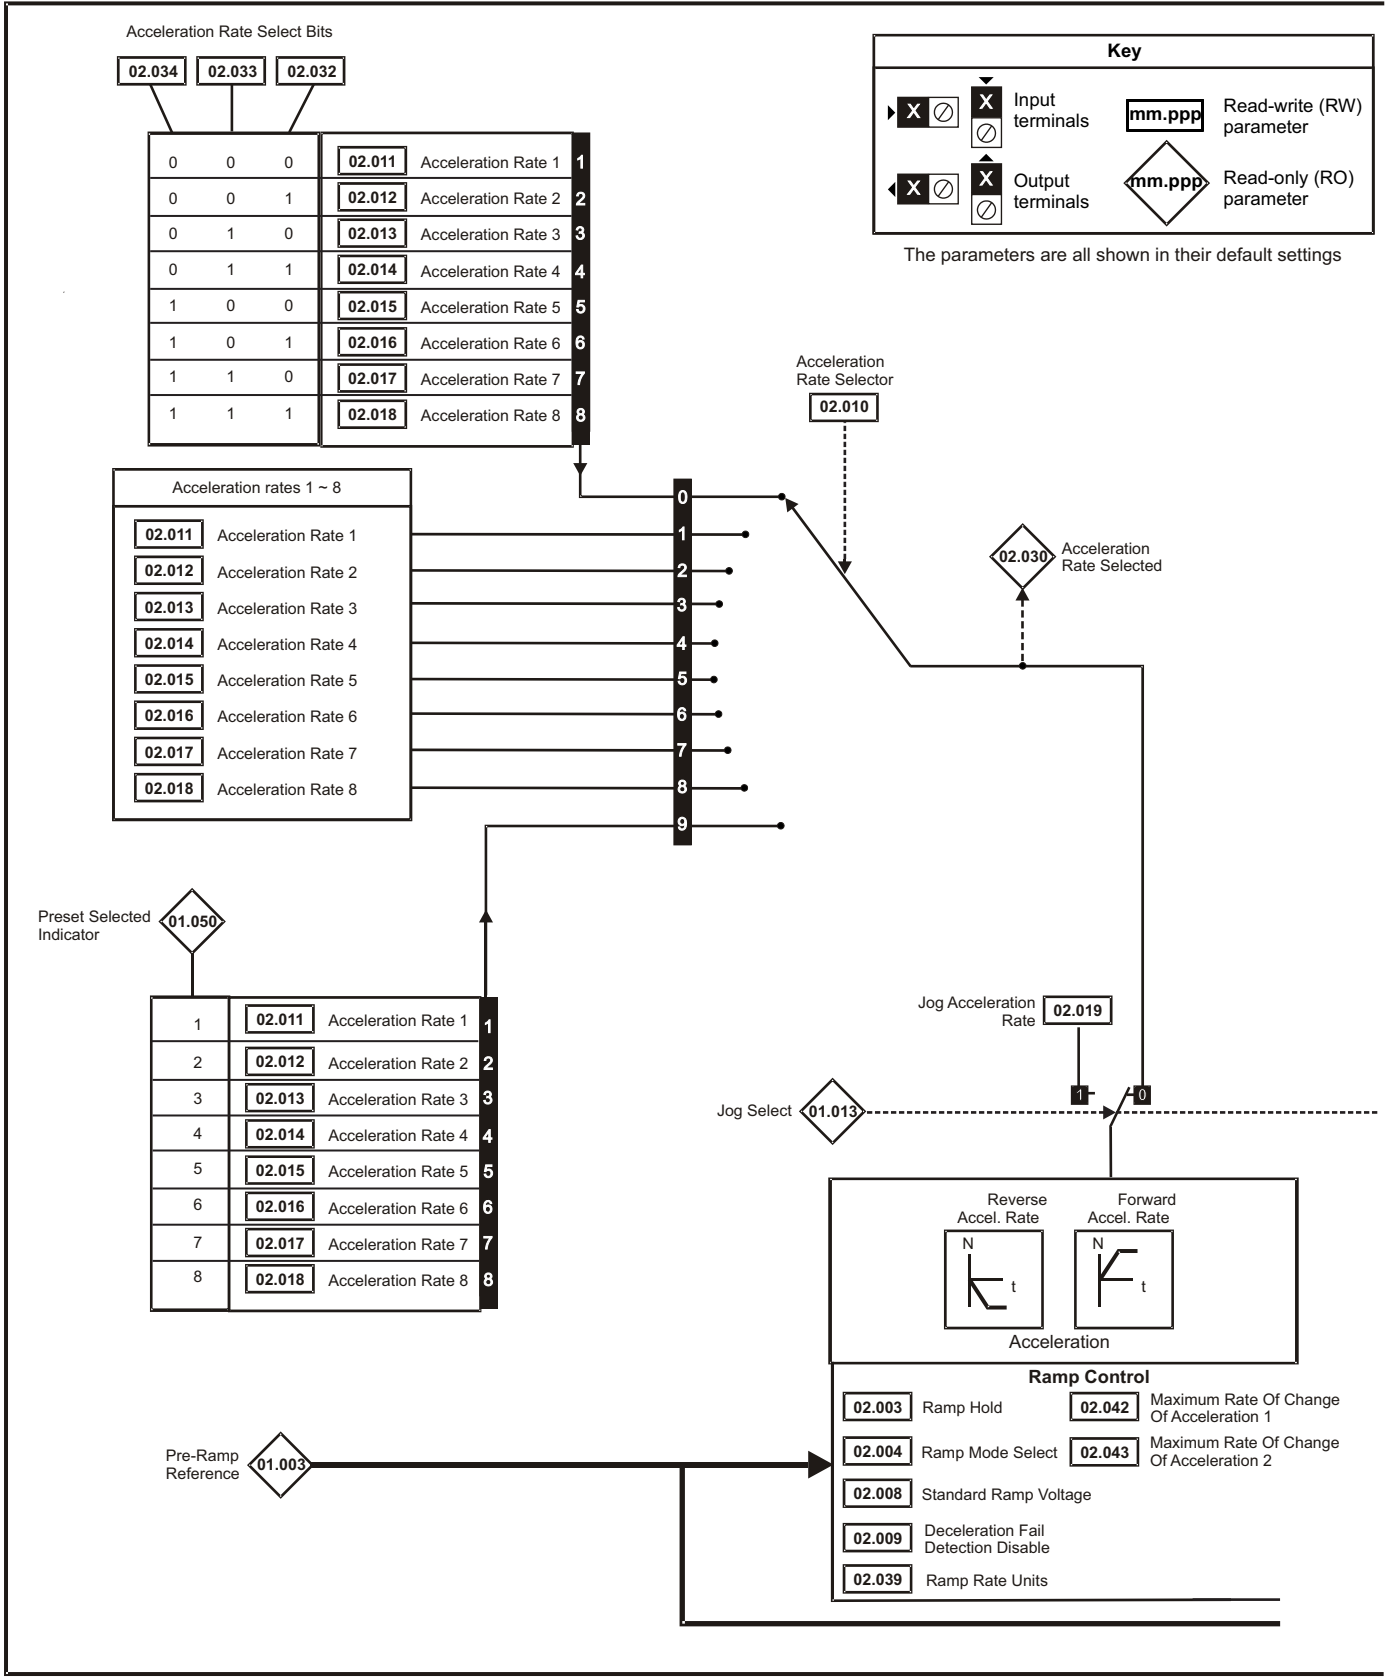 Acceleration Rate Select Bits
02.034 02.033 02.032
0 0 0 02.011 Acceleration Rate 1 1
0 0 1 02.012 Acceleration Rate 2 2
0 1 0 02.013 Acceleration Rate 3 3
0 1 1 02.014 Acceleration Rate 4 4
1 0 0 02.015 Acceleration Rate 5 5
1 0 1 02.016 Acceleration Rate 6 6
1 1 0 02.017 Acceleration Rate 7 7
1 1 1 02.018 Acceleration Rate 8 8
Key
X X Input
terminals
mm.ppp Read-write (RW)
parameter
X X Output
terminals
mm.ppp Read-only (RO)
parameter
The parameters are all shown in their default settings
Acceleration
Rate Selector
02.010
Acceleration rates 1 ~ 8
0
02.011 Acceleration Rate 1 1
02.012 Acceleration Rate 2 2
02.013 Acceleration Rate 3 3
02.014 Acceleration Rate 4 4
02.015 Acceleration Rate 5 5
02.016 Acceleration Rate 6 6
02.017 Acceleration Rate 7 7
02.018 Acceleration Rate 8 8
9
02.030 Acceleration
Rate Selected
Preset Selected
Indicator
01.050
1 02.011 Acceleration Rate 1 1
2 02.012 Acceleration Rate 2 2
3 02.013 Acceleration Rate 3 3
4 02.014 Acceleration Rate 4 4
5 02.015 Acceleration Rate 5 5
6 02.016 Acceleration Rate 6 6
7 02.017 Acceleration Rate 7 7
8 02.018 Acceleration Rate 8 8
Jog Acceleration
Rate
02.019
1 0
Jog Select 01.013
Reverse
Accel. Rate
Forward
Accel. Rate
N
t
N
t
Acceleration
Ramp Control
02.003 Ramp Hold
02.042 Maximum Rate Of Change
Of Acceleration 1
02.004 Ramp Mode Select
02.043 Maximum Rate Of Change
Of Acceleration 2
02.008 Standard Ramp Voltage
02.009 Deceleration Fail
Detection Disable
02.039 Ramp Rate Units
Pre-Ramp
Reference
01.003